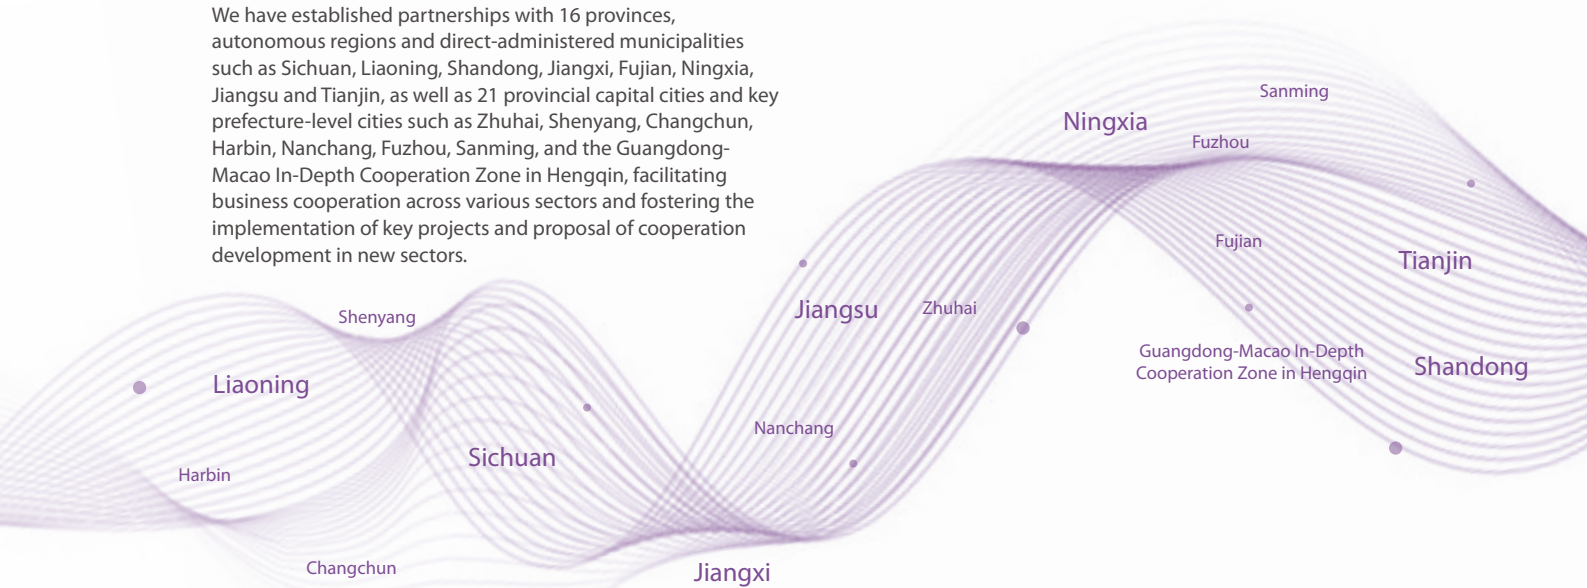 We have established partnerships with 16 provinces,
autonomous regions and direct-administered municipalities
such as Sichuan, Liaoning, Shandong, Jiangxi, Fujian, Ningxia,
Jiangsu and Tianjin, as well as 21 provincial capital cities and key
prefecture-level cities such as Zhuhai, Shenyang, Changchun,
Harbin, Nanchang, Fuzhou, Sanming, and the Guangdong-
Macao In-Depth Cooperation Zone in Hengqin, facilitating
business cooperation across various sectors and fostering the
implementation of key projects and proposal of cooperation
development in new sectors.
Sanming
Ningxia
Fuzhou
Fujian
Tianjin
Jiangsu
Zhuhai
Shenyang
Guangdong-Macao In-Depth
Cooperation Zone in Hengqin
Shandong
Liaoning
Nanchang
Sichuan
Harbin
Changchun
Jiangxi